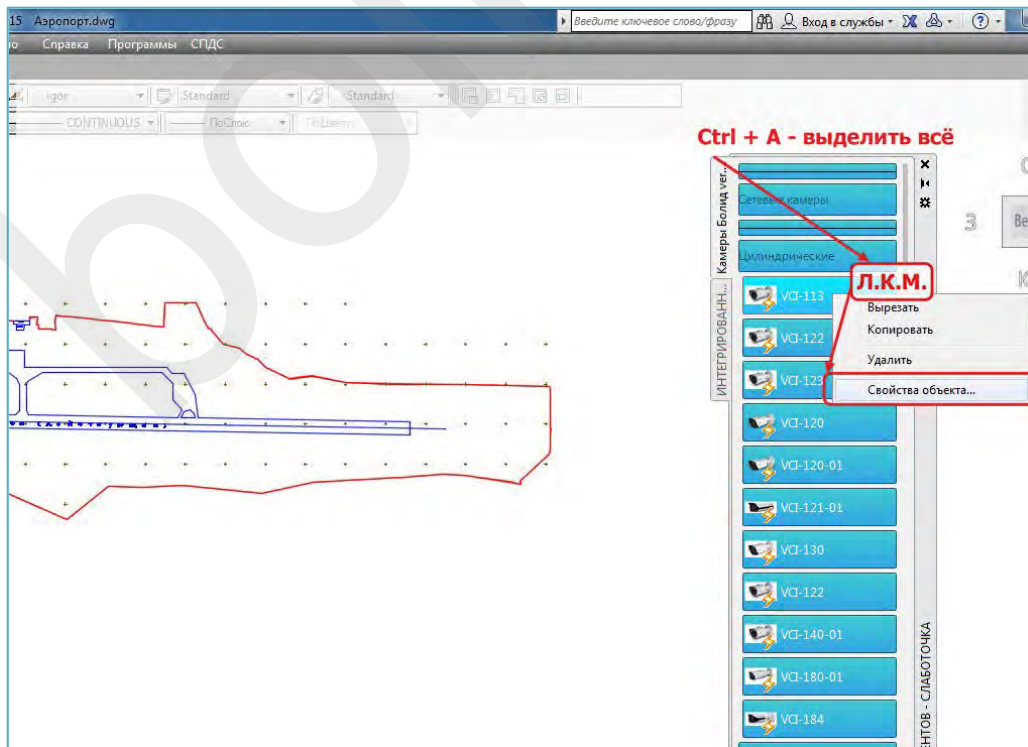 15 Аэропорт.dwg
Введите ключевое слово/фразу
Вход в службы
Справка Программы СПДС
Igor
Standard
Standard
CONTINUOUS
ПоСлою
Ctrl + A - выделить всё
Камеры Болид ver...
Сетевые камеры
Цилиндрические
З
Ве
Л.К.М.
ИНТЕГРИРОВАНН...
VCI-113
Вырезать
Копировать
VCI-122
Удалить
VCI-123
Свойства объекта...
VCI-120
VCI-120-01
VCI-121-01
VCI-130
VCI-122
VCI-140-01
VCI-180-01
VCI-184
ЕНТОВ - СЛАБОТОЧКА